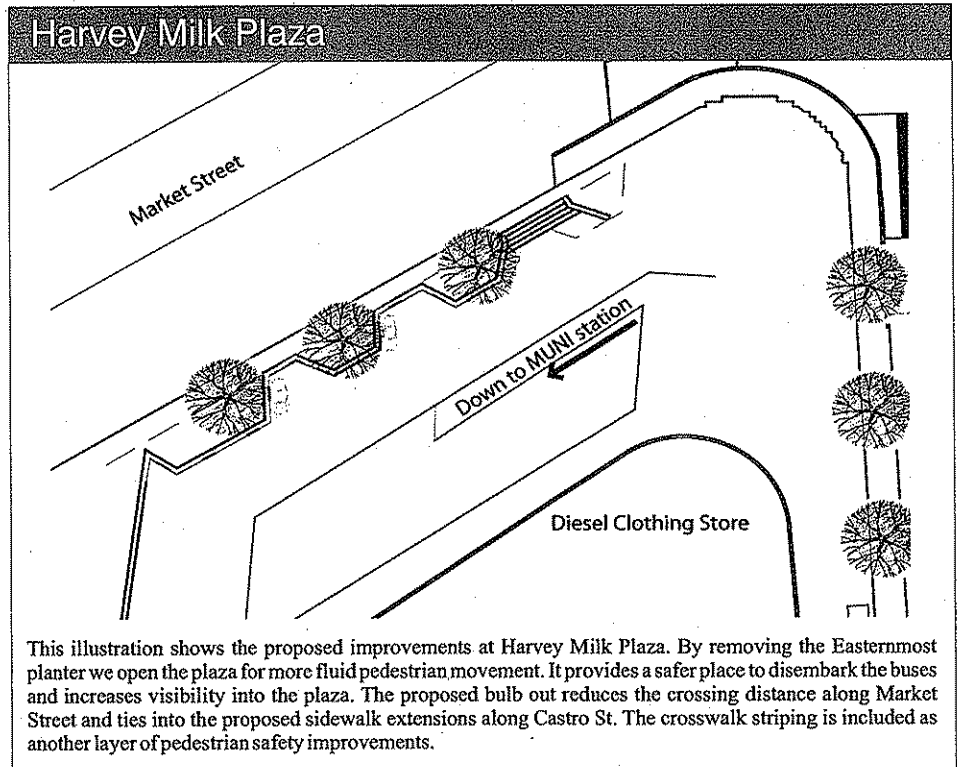 Harvey Milk Plaza
Market Street
Down to MUNI station
Diesel Clothing Store
This illustration shows the proposed improvements at Harvey Milk Plaza. By removing the Easternmost
planter we open the plaza for more fluid pedestrian movement. It provides a safer place to disembark the buses
and increases visibility into the plaza. The proposed bulb out reduces the crossing distance along Market
Street and ties into the proposed sidewalk extensions along Castro St. The crosswalk striping is included as
another layer of pedestrian safety improvements.